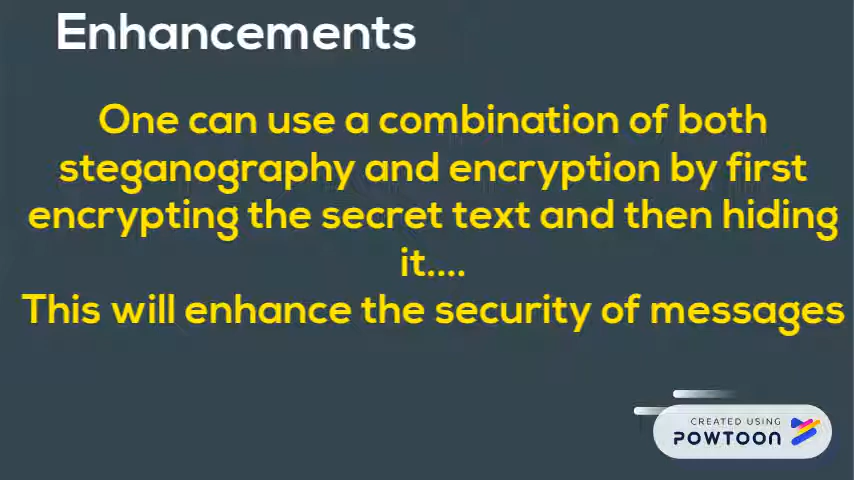 Enhancements
One can use a combination of both
steganography and encryption by first
encrypting the secret text and then hiding
it....
This will enhance the security of messages
CREATED USING
POWTOON